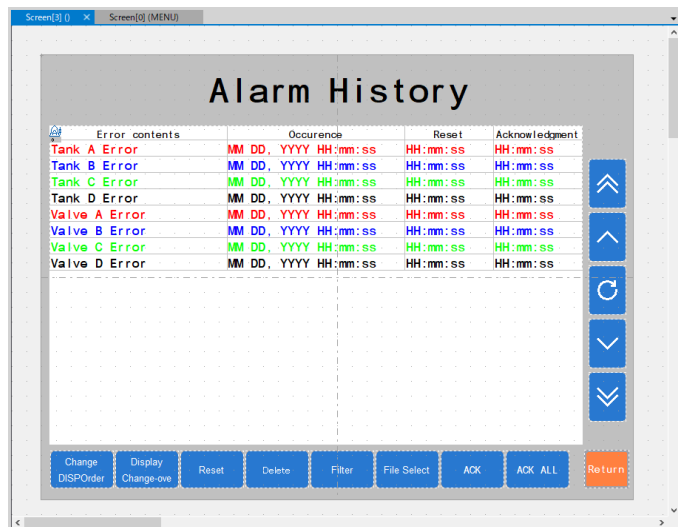 Screen[3] () X Screen[0] (MENU)
Alarm History
Error contents Occurence Reset Acknowledgment
Tank A Error MM DD, YYYY HH:mm:ss HH:mm:ss HH:mm:ss
Tank B Error MM DD, YYYY HH:mm:ss HH:mm:ss HH:mm:ss
Tank C Error MM DD, YYYY HH:mm:ss HH:mm:ss HH:mm:ss
Tank D Error MM DD, YYYY HH:mm:ss HH:mm:ss HH:mm:ss
Valve A Error MM DD, YYYY HH:mm:ss HH:mm:ss HH:mm:ss
Valve B Error MM DD, YYYY HH:mm:ss HH:mm:ss HH:mm:ss
Valve C Error MM DD, YYYY HH:mm:ss HH:mm:ss HH:mm:ss
Valve D Error MM DD, YYYY HH:mm:ss HH:mm:ss HH:mm:ss
Change
DISPOrder
Display
Change-ove
Reset
Delete
Filter
File Select
ACK
ACK ALL
Return